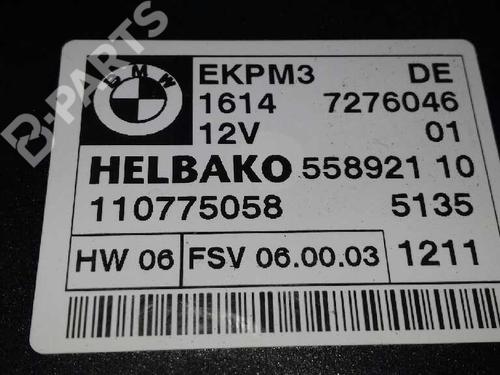 B-PARTS
BMW
EKPM3 DE
1614 7276046
12V 01
HELBAKO 558921 10
110775058 5135
HW 06 FSV 06.00.03 1211